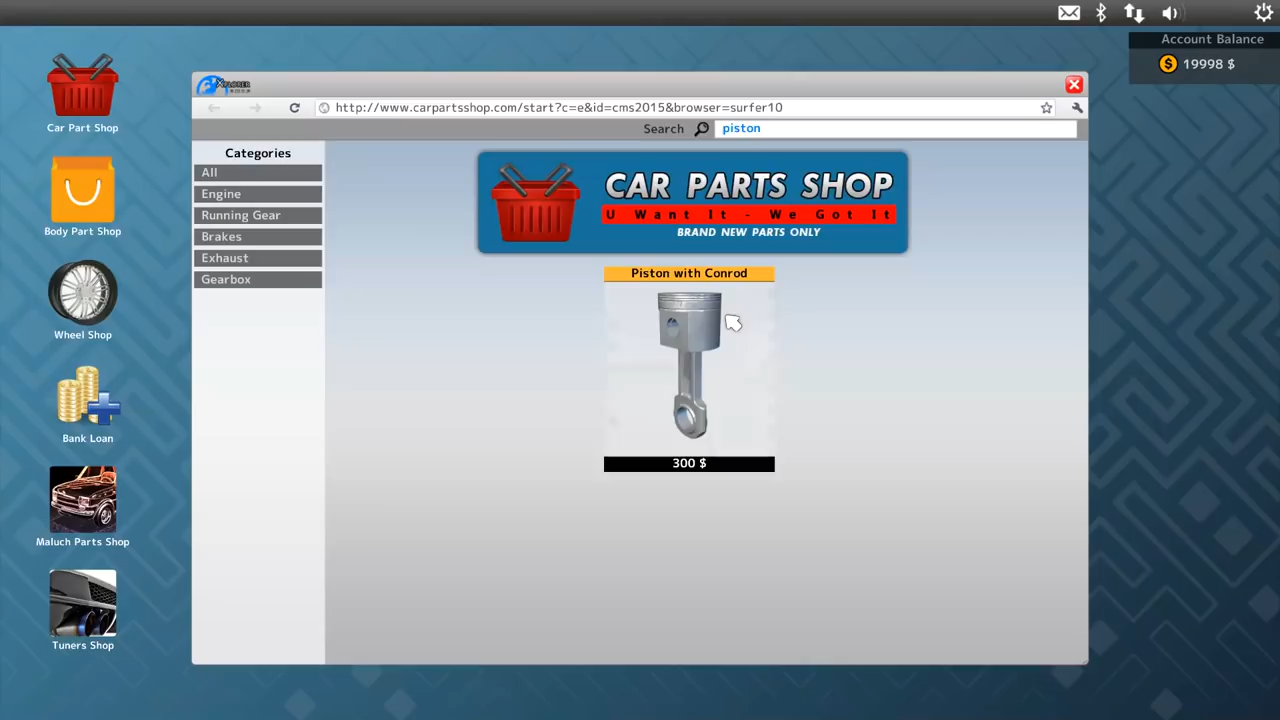 Account Balance
19998 $
Car Part Shop
Body Part Shop
Wheel Shop
Bank Loan
Maluch Parts Shop
Tuners Shop
XPLORER
http://www.carpartsshop.com/start?c=e&id=cms2015&browser=surfer10
Search
piston
Categories
All
Engine
Running Gear
Brakes
Exhaust
Gearbox
CAR PARTS SHOP
U Want It - We Got It
BRAND NEW PARTS ONLY
Piston with Conrod
300 $